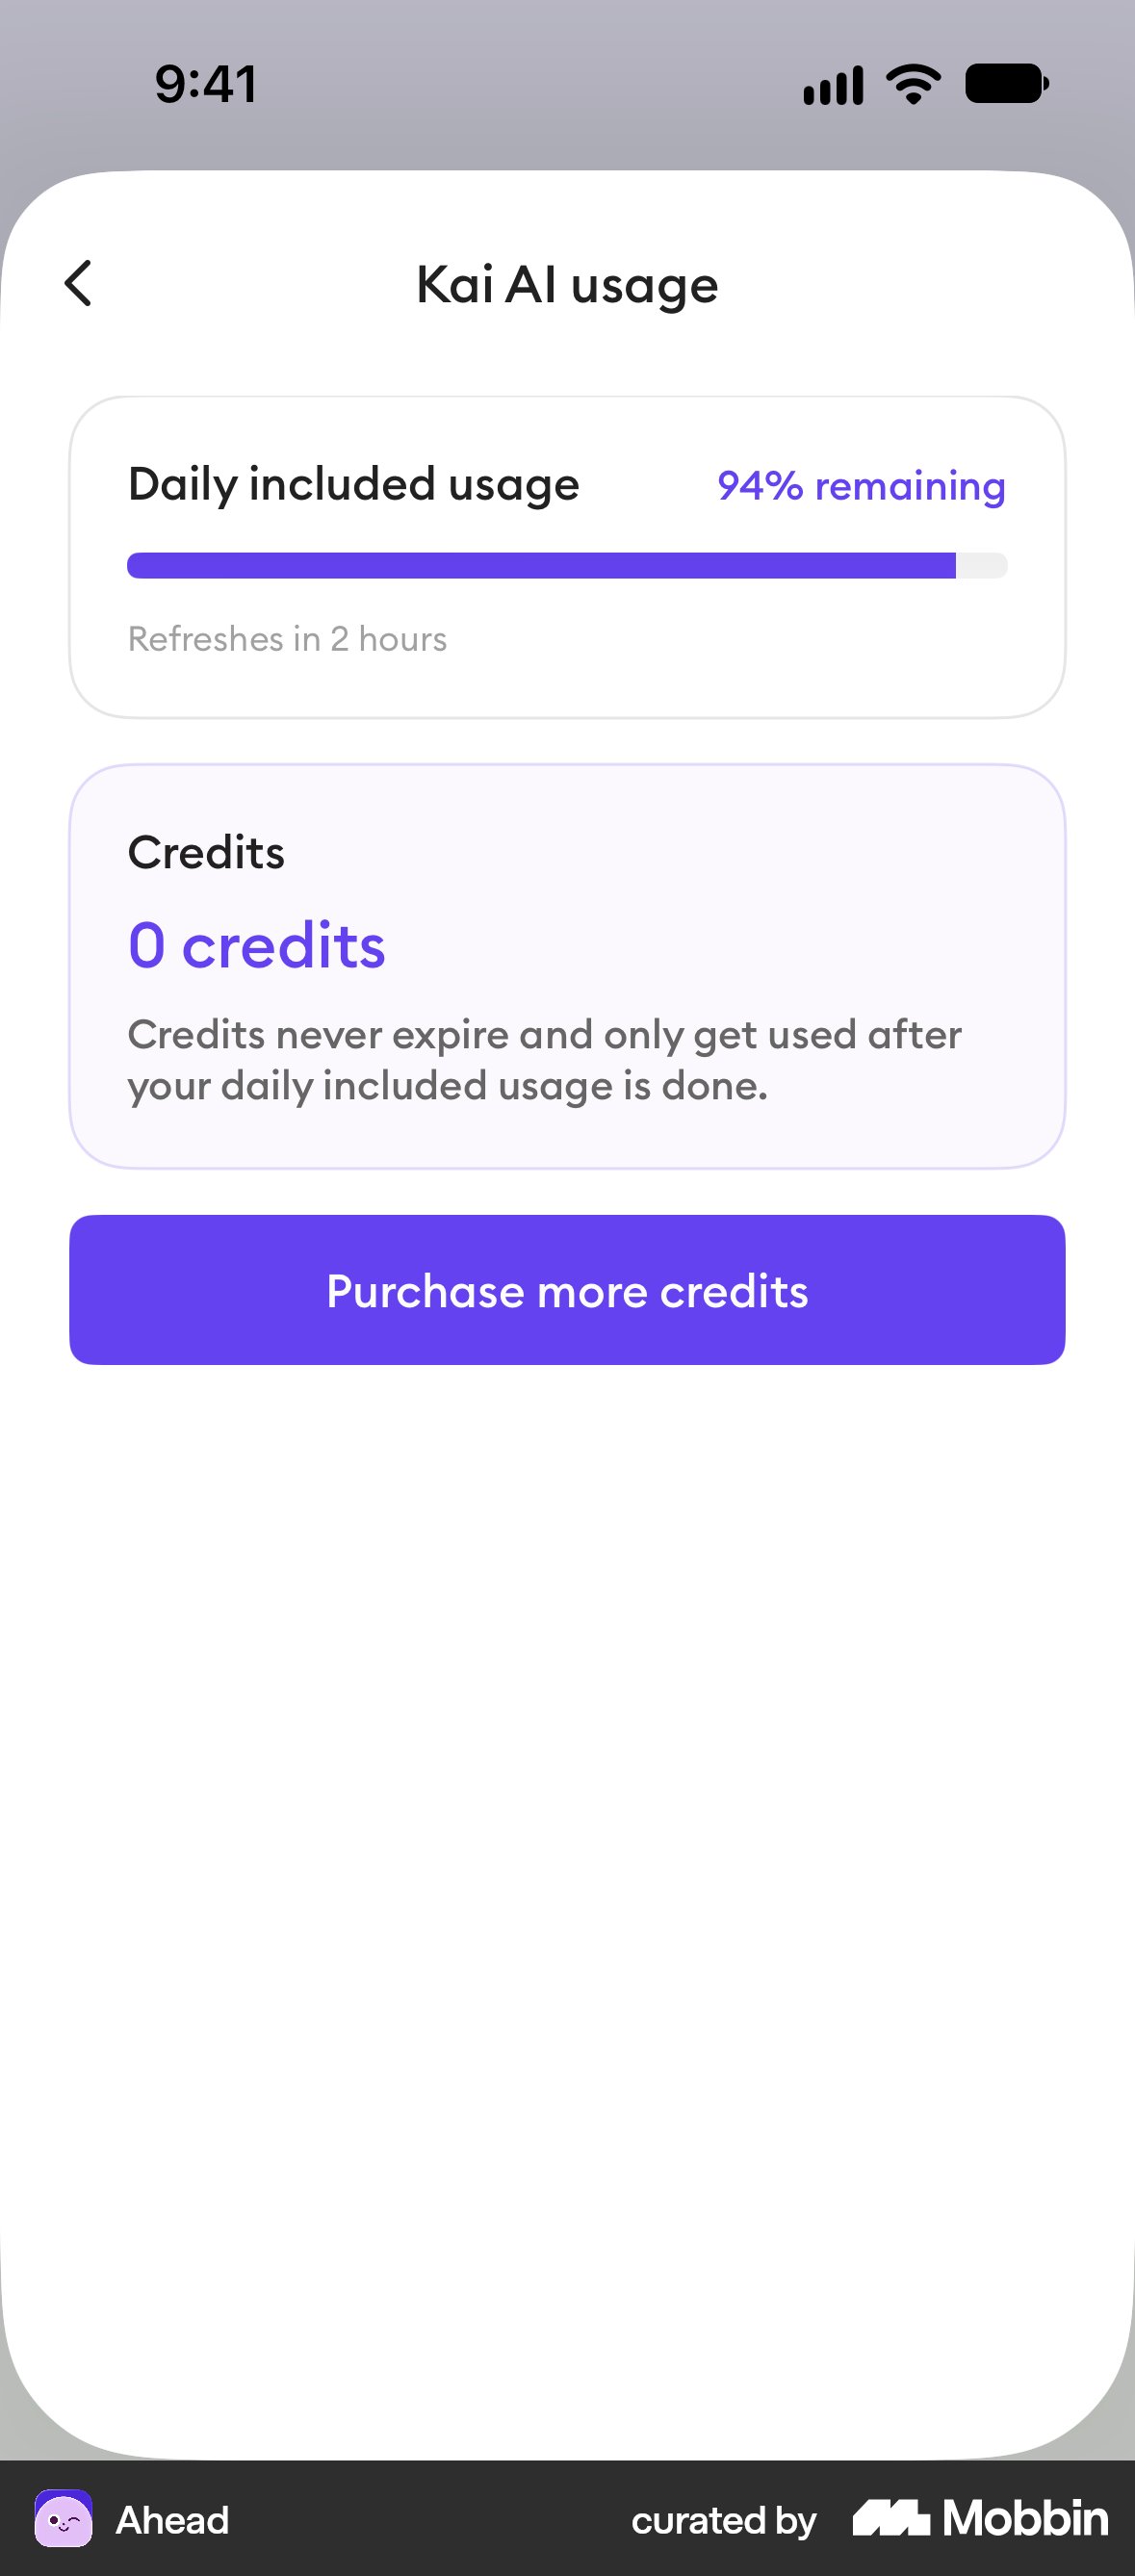 9:41
Kai AI usage
Daily included usage
94% remaining
Refreshes in 2 hours
Credits
0 credits
Credits never expire and only get used after
your daily included usage is done.
Purchase more credits
Ahead
curated by
Mobbin